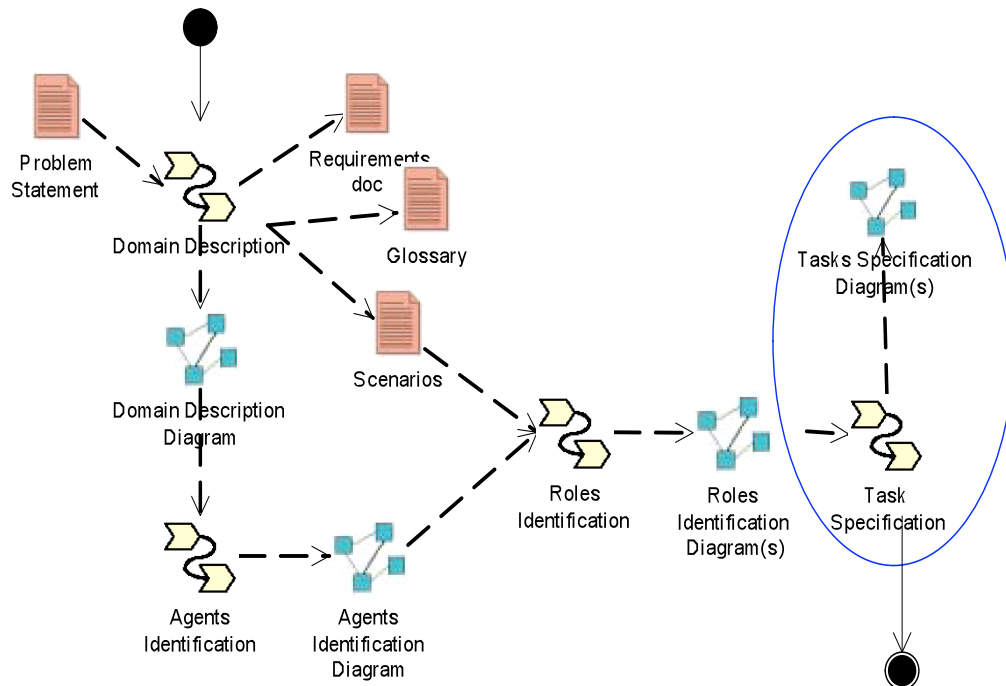 Problem
Statement
Requirements
doc
Domain Description
Glossary
Tasks Specification
Diagram(s)
Scenarios
Domain Description
Diagram
Roles
Identification
Roles
Identification
Diagram(s)
Task
Specification
Agents
Identification
Agents
Identification
Diagram